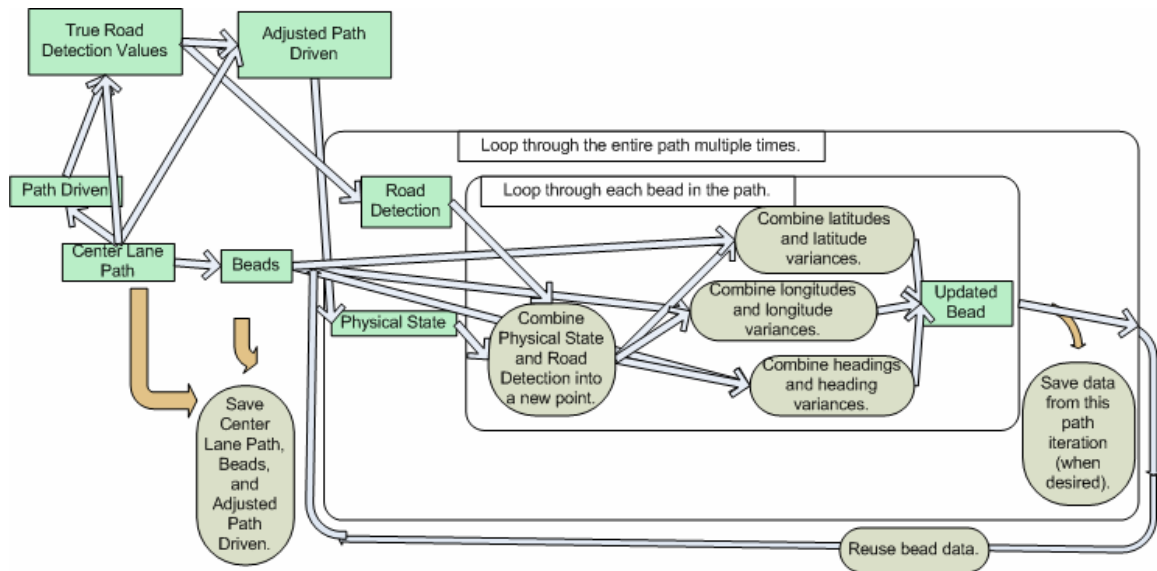 True Road
Detection Values
Adjusted Path
Driven
Loop through the entire path multiple times.
Path Driven
Road
Detection
Loop through each bead in the path.
Center Lane
Path
Beads
Combine latitudes
and latitude
variances.
Physical State
Combine
Physical State
and Road
Detection into
a new point.
Combine longitudes
and longitude
variances.
Updated
Bead
Combine headings
and heading
variances.
Save
Center
Lane Path,
Beads,
and
Adjusted
Path
Driven.
Save data
from this
path
iteration
(when
desired).
Reuse bead data.